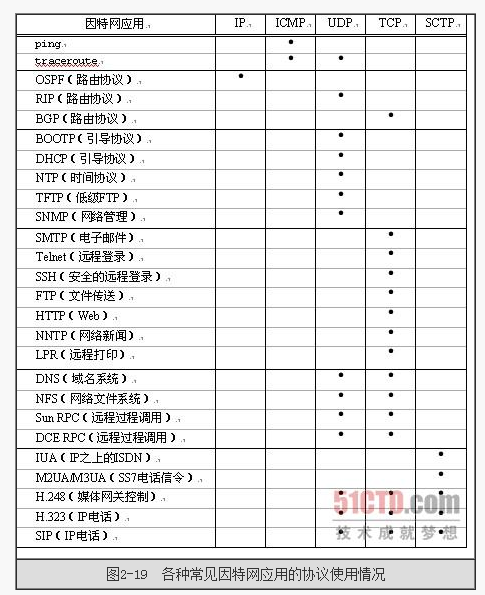 因特网应用 IP ICMP UDP TCP SCTP
ping • 
traceroute • •
OSPF(路由协议) •
RIP(路由协议) •
BGP(路由协议) •
BOOTP(引导协议) •
DHCP(引导协议) •
NTP(时间协议) •
TFTP(低级FTP) •
SNMP(网络管理) •
SMTP(电子邮件) •
Telnet(远程登录) •
SSH(安全的远程登录) •
FTP(文件传送) •
HTTP(Web) •
NNTP(网络新闻) •
LPR(远程打印) •
DNS(域名系统) • •
NFS(网络文件系统) • •
Sun RPC(远程过程调用) • •
DCE RPC(远程过程调用) • •
IUA(IP之上的ISDN) •
M2UA/M3UA(SS7电话信令) •
H.248(媒体网关控制) • • •
H.323(IP电话) • • •
SIP(IP电话) • • •
51CTO.com
技术成就梦想
图2-19 各种常见因特网应用的协议使用情况